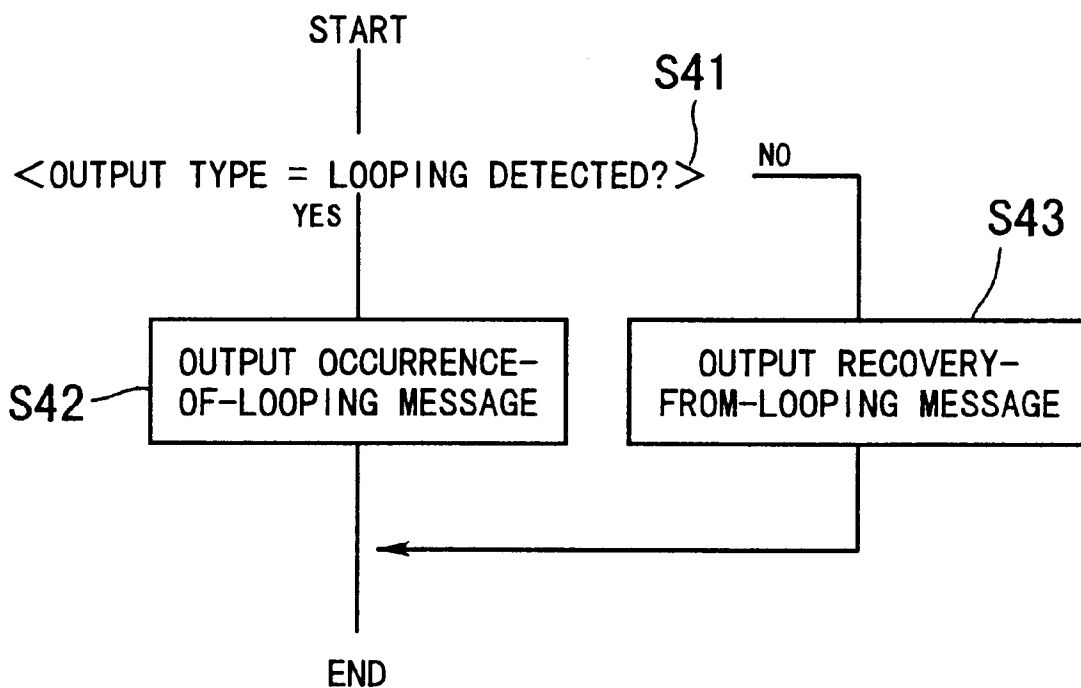 START
S41
<OUTPUT TYPE = LOOPING DETECTED?>
NO
YES
S43
OUTPUT OCCURRENCE-
OF-LOOPING MESSAGE
S42
OUTPUT RECOVERY-
FROM-LOOPING MESSAGE
END